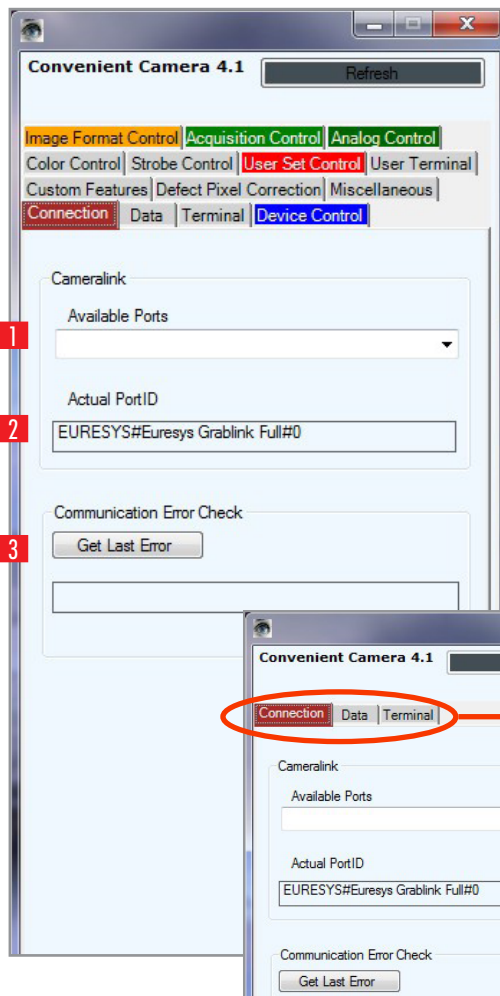 Convenient Camera 4.1 Refresh
Image Format Control Acquisition Control Analog Control
Color Control Strobe Control User Set Control User Terminal
Custom Features Defect Pixel Correction Miscellaneous
Connection Data Terminal Device Control
Cameralink
1
Available Ports
Actual PortID
2
EURESYS#Euresys Grablink Full#0
Communication Error Check
3
Get Last Error
Convenient Camera 4.1
Connection Data Terminal
Cameralink
Available Ports
Actual PortID
EURESYS#Euresys Grablink Full#0
Communication Error Check
Get Last Error